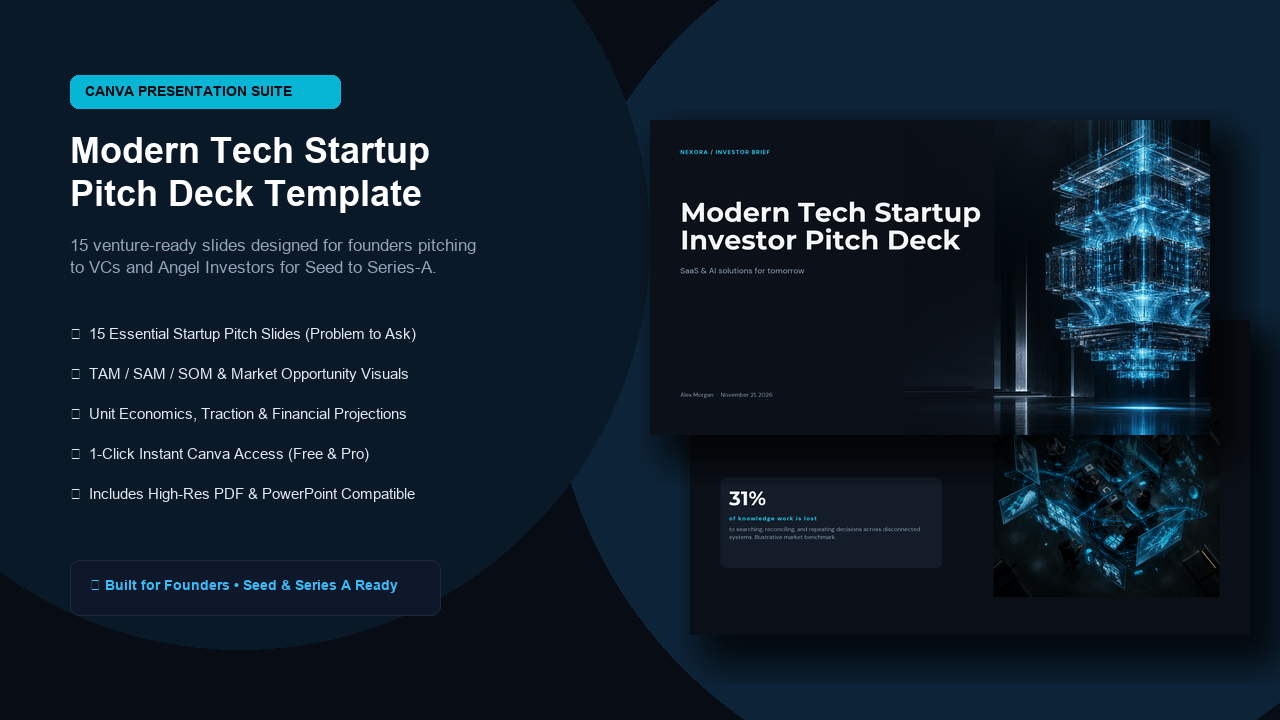 CANVA PRESENTATION SUITE
Modern Tech Startup
Pitch Deck Template
15 venture-ready slides designed for founders pitching
to VCs and Angel Investors for Seed to Series-A.
15 Essential Startup Pitch Slides (Problem to Ask)
TAM / SAM / SOM & Market Opportunity Visuals
Unit Economics, Traction & Financial Projections
1-Click Instant Canva Access (Free & Pro)
Includes High-Res PDF & PowerPoint Compatible
Built for Founders • Seed & Series A Ready
NEXORA / INVESTOR BRIEF
Modern Tech Startup
Investor Pitch Deck
SaaS & AI solutions for tomorrow
Alex Morgan · November 21, 2026
31%
of knowledge work is lost
to searching, reconciling, and repeating decisions across disconnected
systems. Illustrative market benchmark.